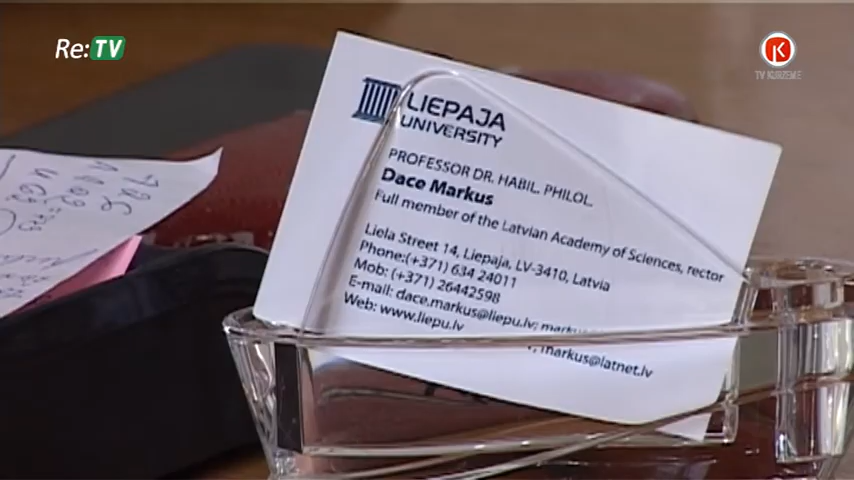 Re:TV
K
TV KURZEME
LIEPAJA
UNIVERSITY
PROFESSOR DR. HABIL. PHILOL.
Dace Markus
Full member of the Latvian Academy of Sciences, rector
Liela Street 14, Liepaja, LV-3410, Latvia
Phone:(+371) 634 24011
Mob: (+371) 26442598
E-mail: dace.markus@liepu.lv; markus@latnet.lv
Web: www.liepu.lv